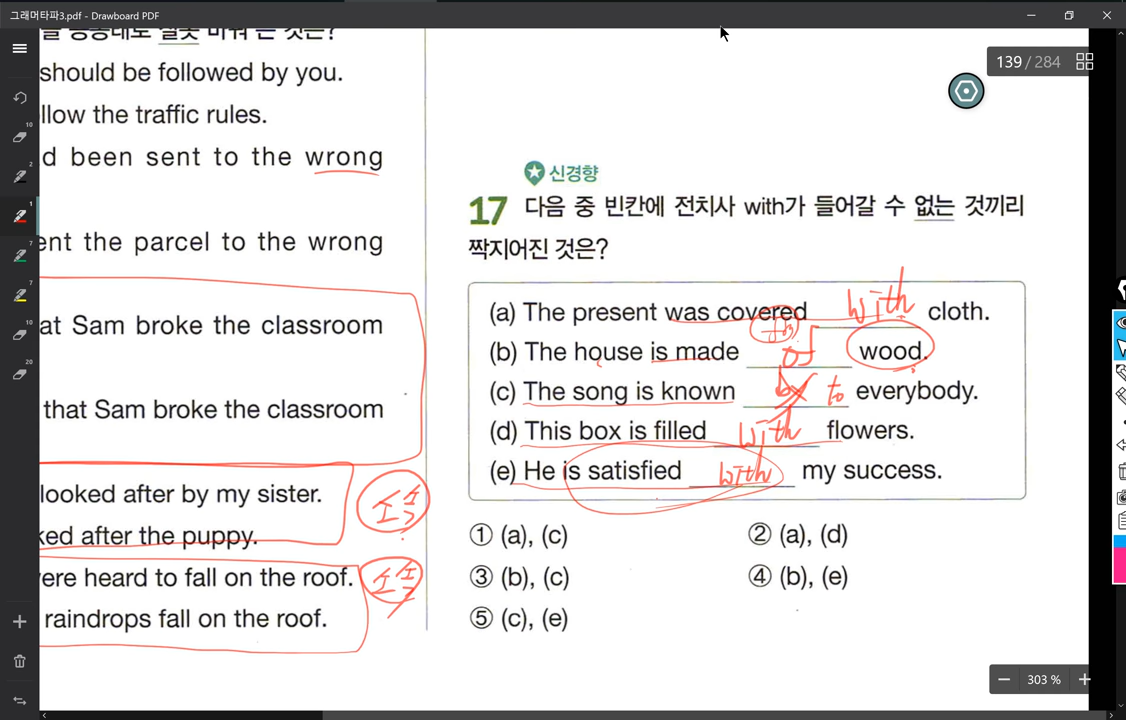 그래머타파3.pdf - Drawboard PDF
139 / 284
should be followed by you.
llow the traffic rules.
d been sent to the wrong
ent the parcel to the wrong
at Sam broke the classroom
that Sam broke the classroom
looked after by my sister.
ked after the puppy.
ere heard to fall on the roof.
raindrops fall on the roof.
신경향
17 다음 중 빈칸에 전치사 with가 들어갈 수 없는 것끼리
짝지어진 것은?
(a) The present was covered with cloth.
(b) The house is made of wood.
(c) The song is known by to everybody.
(d) This box is filled with flowers.
(e) He is satisfied with my success.
① (a), (c)
② (a), (d)
③ (b), (c)
④ (b), (e)
⑤ (c), (e)
303 %